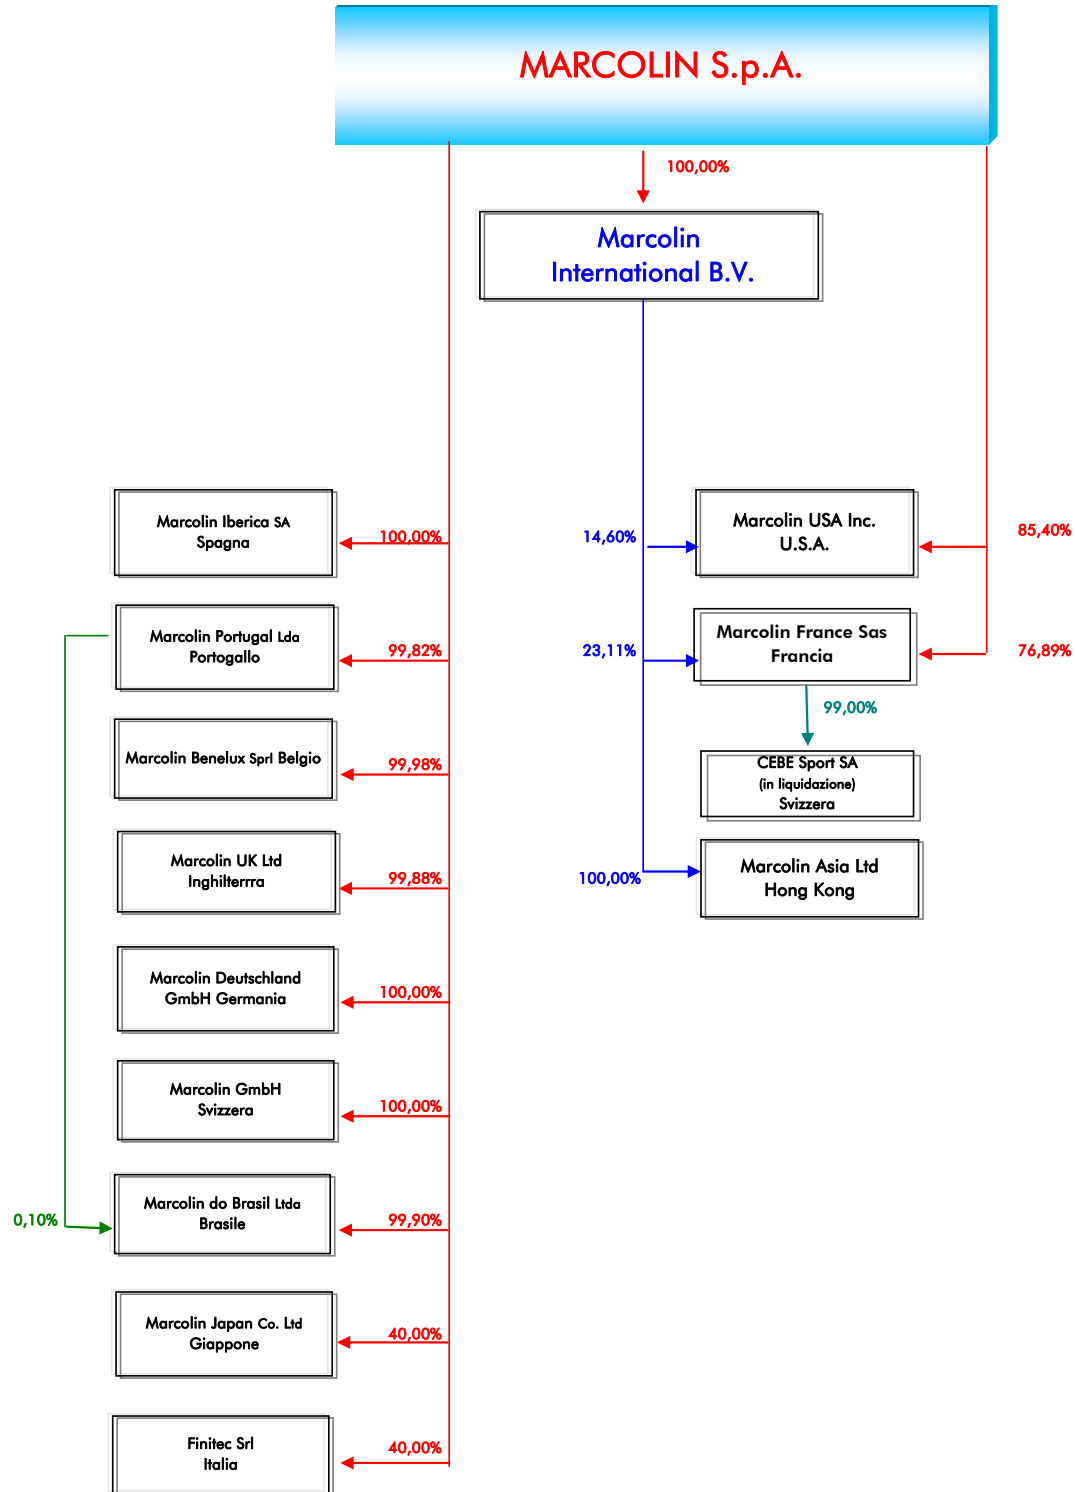 MARCOLIN S.p.A.
100,00%
Marcolin
International B.V.
Marcolin Iberica SA
Spagna
100,00%
14,60%
Marcolin USA Inc.
U.S.A.
85,40%
Marcolin Portugal Lda
Portogallo
99,82%
23,11%
Marcolin France Sas
Francia
76,89%
99,00%
Marcolin Benelux Sprl Belgio
99,98%
CEBE Sport SA
(in liquidazione)
Svizzera
Marcolin UK Ltd
Inghilterrra
99,88%
100,00%
Marcolin Asia Ltd
Hong Kong
Marcolin Deutschland
GmbH Germania
100,00%
Marcolin GmbH
Svizzera
100,00%
0,10%
Marcolin do Brasil Ltda
Brasile
99,90%
Marcolin Japan Co. Ltd
Giappone
40,00%
Finitec Srl
Italia
40,00%